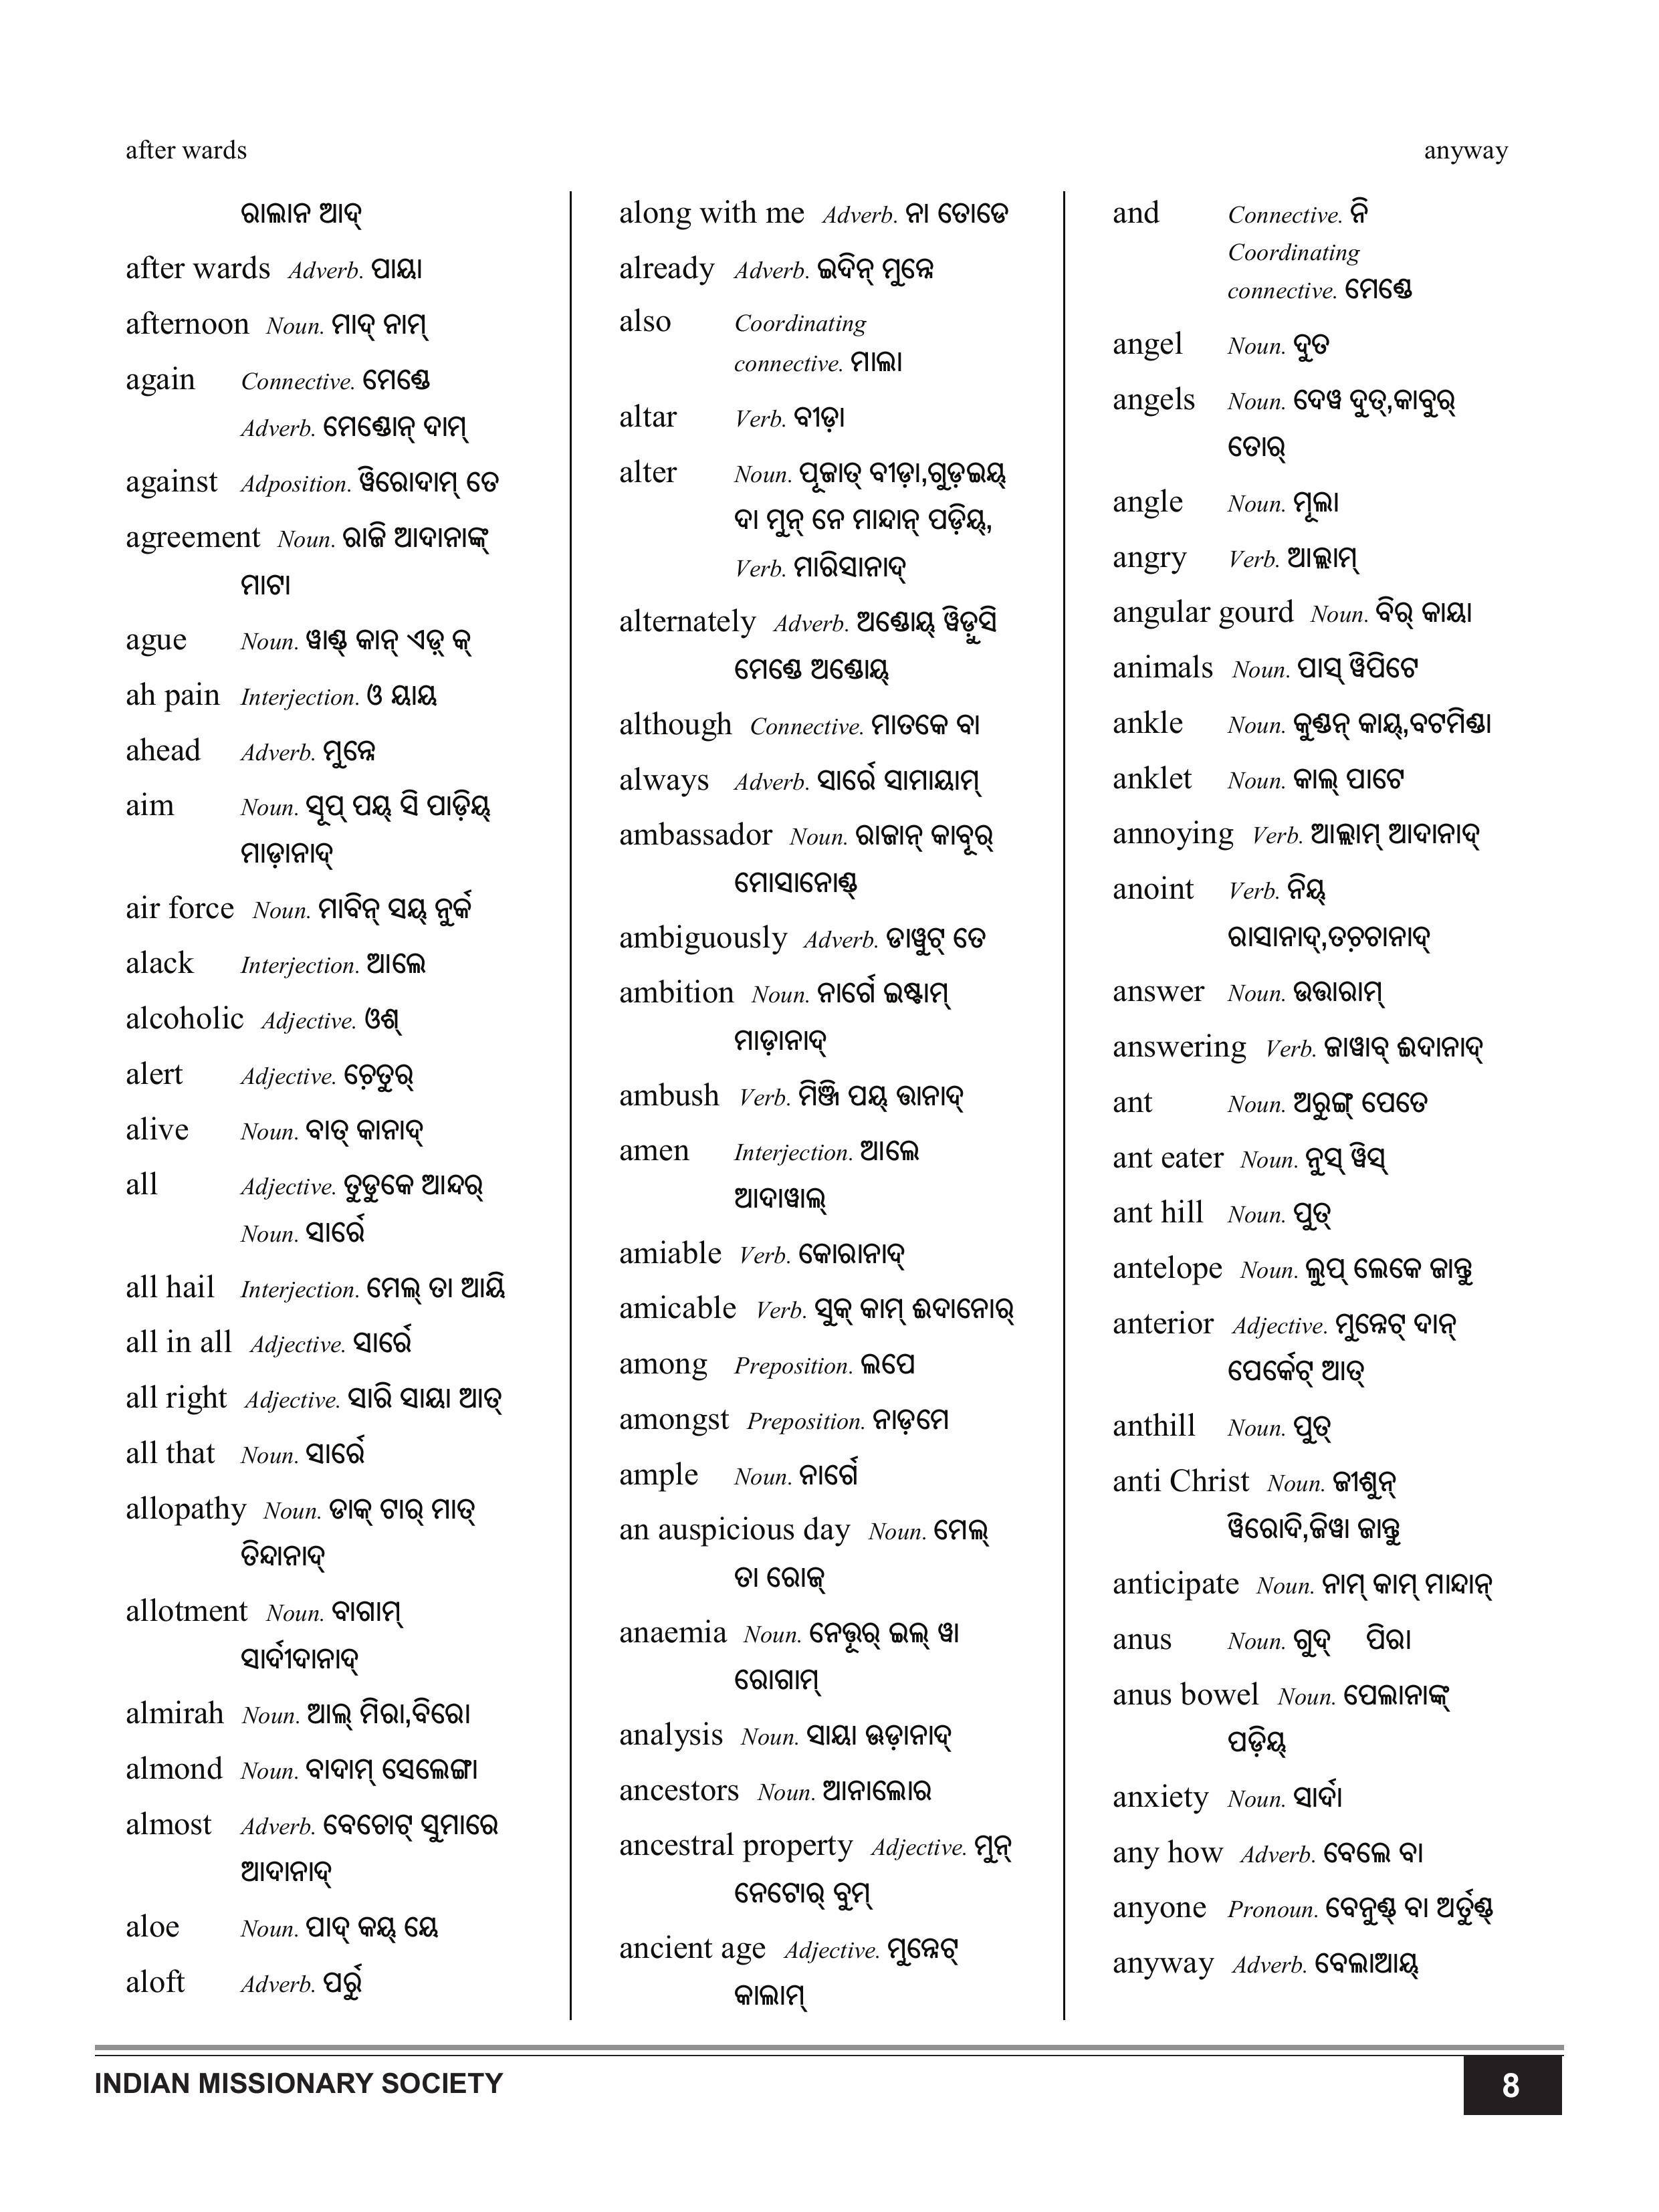 after wards
anyway
ରାଲାନ ଆଦ୍
after wards Adverb. ପାୟା
afternoon Noun. ମାଦ୍ ନାମ୍
again Connective. ମେଣ୍ଡେ
Adverb. ମେଣ୍ଡୋନ୍ ଦାମ୍
against Adposition. ୱିରୋଦାମ୍ ତେ
agreement Noun. ରାଜି ଆଦାନାଙ୍କ୍
ମାଟା
ague Noun. ୱାଣ୍ଡ୍ କାନ୍ ଏଡ଼୍ କ୍
ah pain Interjection. ଓ ୟାୟ
ahead Adverb. ମୁନ୍ନେ
aim Noun. ସୂପ୍ ପୟ୍ ସି ପାଡ଼ିୟ୍
ମାଡ଼ାନାଦ୍
air force Noun. ମାବିନ୍ ସୟ୍ ନୁର୍କ
alack Interjection. ଆଲେ
alcoholic Adjective. ଓଶ୍
alert Adjective. ଚେ଼ତୁର୍
alive Noun. ବାତ୍ କାନାଦ୍
all Adjective. ତୁଡୁକେ ଆନ୍ଦର୍
Noun. ସାର୍ରେ
all hail Interjection. ମେଲ୍ ତା ଆୟି
all in all Adjective. ସାର୍ରେ
all right Adjective. ସାରି ସାୟା ଆତ୍
all that Noun. ସାର୍ରେ
allopathy Noun. ଡାକ୍ ଟାର୍ ମାତ୍
ତିନ୍ଦାନାଦ୍
allotment Noun. ବାଗାମ୍
ସାର୍ଦୀଦାନାଦ୍
almirah Noun. ଆଲ୍ ମିରା,ବିରୋ
almond Noun. ବାଦାମ୍ ସେଲେଙ୍ଗା
almost Adverb. ବେଚୋଟ୍ ସୁମାରେ
ଆଦାନାଦ୍
aloe Noun. ପାଦ୍ କୟ୍ ୟେ
aloft Adverb. ପର୍ରୁ
along with me Adverb. ନା ତୋଡେ
already Adverb. ଇଦିନ୍ ମୁନ୍ନେ
also Coordinating
connective. ମାଲା
altar Verb. ବୀଡ଼ା
alter Noun. ପୂଜାତ୍ ବୀଡ଼ା,ଗୁଡ଼ଇୟ୍
ଦା ମୁନ୍ ନେ ମାନ୍ଦାନ୍ ପଡ଼ିୟ୍,
Verb. ମାରିସାନାଦ୍
alternately Adverb. ଅଣ୍ଡୋୟ୍ ୱିଡ଼ୁସି
ମେଣ୍ଡେ ଅଣ୍ଡୋୟ୍
although Connective. ମାତକେ ବା
always Adverb. ସାର୍ରେ ସାମାୟାମ୍
ambassador Noun. ରାଜାନ୍ କାବୂର୍
ମୋସାନୋଣ୍ଡ୍
ambiguously Adverb. ଡାୱୁଟ୍ ତେ
ambition Noun. ନାର୍ଗେ ଇଷ୍ଟାମ୍
ମାଡ଼ାନାଦ୍
ambush Verb. ମିଞ୍ଜି ପୟ୍ ତ୍ତାନାଦ୍
amen Interjection. ଆଲେ
ଆଦାୱାଲ୍
amiable Verb. କୋରାନାଦ୍
amicable Verb. ସୁକ୍ କାମ୍ ଈଦାନୋର୍
among Preposition. ଲପେ
amongst Preposition. ନାଡ଼ମେ
ample Noun. ନାର୍ଗେ
an auspicious day Noun. ମେଲ୍
ତା ରୋଜ୍
anaemia Noun. ନେତ୍ତୂର୍ ଇଲ୍ ୱା
ରୋଗାମ୍
analysis Noun. ସାୟା ଊଡ଼ାନାଦ୍
ancestors Noun. ଆନାଲୋର
ancestral property Adjective. ମୁନ୍
ନେଟୋର୍ ବୁମ୍
ancient age Adjective. ମୁନ୍ନେଟ୍
କାଲାମ୍
and Connective. ନି
Coordinating
connective. ମେଣ୍ଡେ
angel Noun. ଦୁତ
angels Noun. ଦେୱ ଦୁତ୍,କାବୁର୍
ତୋର୍
angle Noun. ମୂଲା
angry Verb. ଆଲ୍ଲାମ୍
angular gourd Noun. ବିର୍ କାୟା
animals Noun. ପାସ୍ ୱିପିଟେ
ankle Noun. କୁଣ୍ଡନ୍ କାୟ୍,ବଟମିଣ୍ଡା
anklet Noun. କାଲ୍ ପାଟେ
annoying Verb. ଆଲ୍ଲାମ୍ ଆଦାନାଦ୍
anoint Verb. ନିୟ୍
ରାସାନାଦ୍,ତଚ଼ଚାନାଦ୍
answer Noun. ଉତ୍ତାରାମ୍
answering Verb. ଜାୱାବ୍ ଈଦାନାଦ୍
ant Noun. ଅରୁଙ୍ଗ୍ ପେତେ
ant eater Noun. ନୁସ୍ ୱିସ୍
ant hill Noun. ପୁତ୍
antelope Noun. ଲୁପ୍ ଲେକେ ଜାନ୍ତୁ
anterior Adjective. ମୁନ୍ନେଟ୍ ଦାନ୍
ପେର୍କେଟ୍ ଆତ୍
anthill Noun. ପୁତ୍
anti Christ Noun. ଜୀଶୁନ୍
ୱିରୋଦି,ଜିୱା ଜାନ୍ତୁ
anticipate Noun. ନାମ୍ କାମ୍ ମାନ୍ଦାନ୍
anus Noun. ଗୁଦ୍ ପିରା
anus bowel Noun. ପେଲାନାଙ୍କ୍
ପଡ଼ିୟ୍
anxiety Noun. ସାର୍ଦା
any how Adverb. ବେଲେ ବା
anyone Pronoun. ବେନୁଣ୍ଡ୍ ବା ଅର୍ତୁଣ୍ଡ୍
anyway Adverb. ବେଲାଆୟ୍
INDIAN MISSIONARY SOCIETY
8